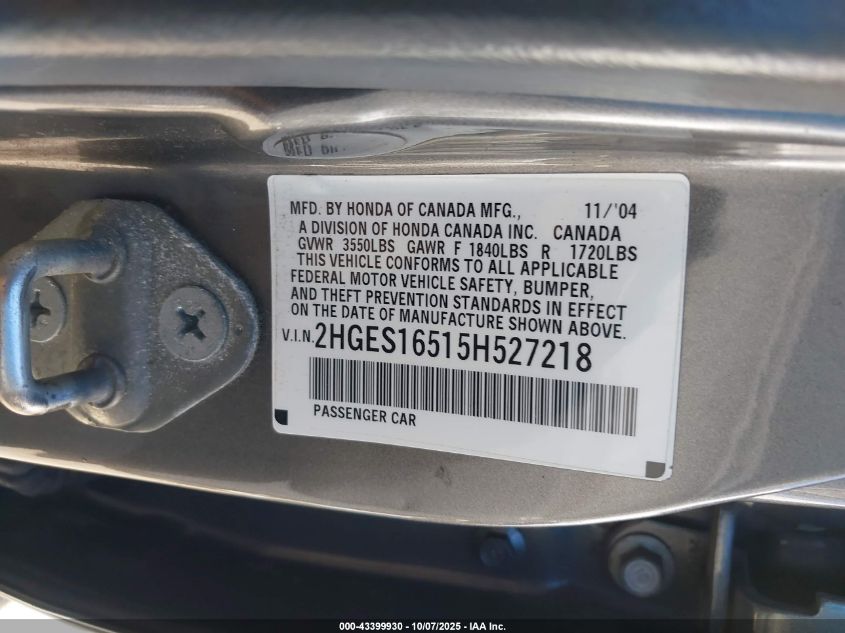 MFD. BY HONDA OF CANADA MFG., 11/'04
A DIVISION OF HONDA CANADA INC. CANADA
GVWR 3550LBS GAWR F 1840LBS R 1720LBS
THIS VEHICLE CONFORMS TO ALL APPLICABLE
FEDERAL MOTOR VEHICLE SAFETY, BUMPER,
AND THEFT PREVENTION STANDARDS IN EFFECT
ON THE DATE OF MANUFACTURE SHOWN ABOVE.
V.I.N. 2HGES16515H527218
PASSENGER CAR
000-43399930 - 10/07/2025 - IAA Inc.